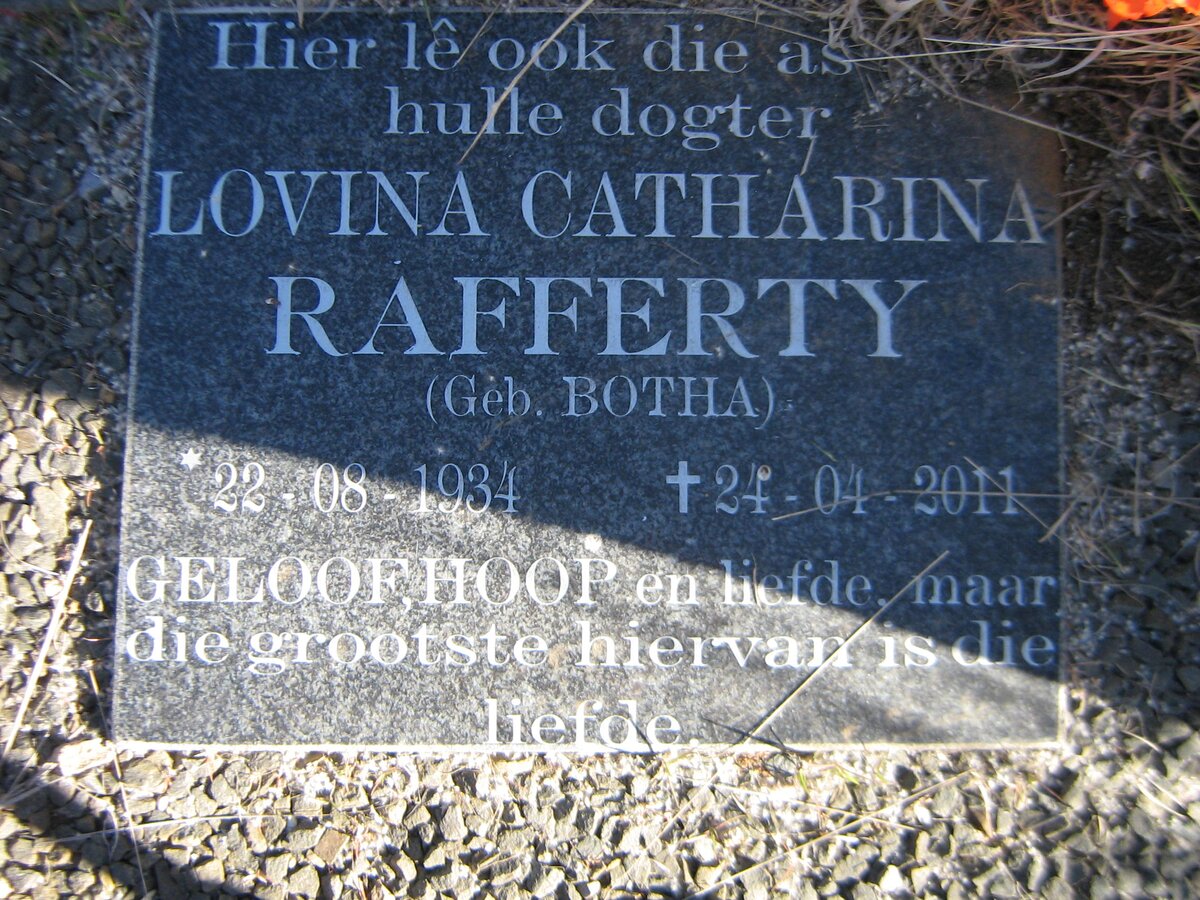 Hier lê ook die as
hulle dogter
LOVINA CATHARINA
RAFFERTY
(Geb. BOTHA)
* 22 - 08 - 1934 ✝ 24 - 04 - 2011
GELOOF,HOOP en liefde, maar
die grootste hiervan is die
liefde.